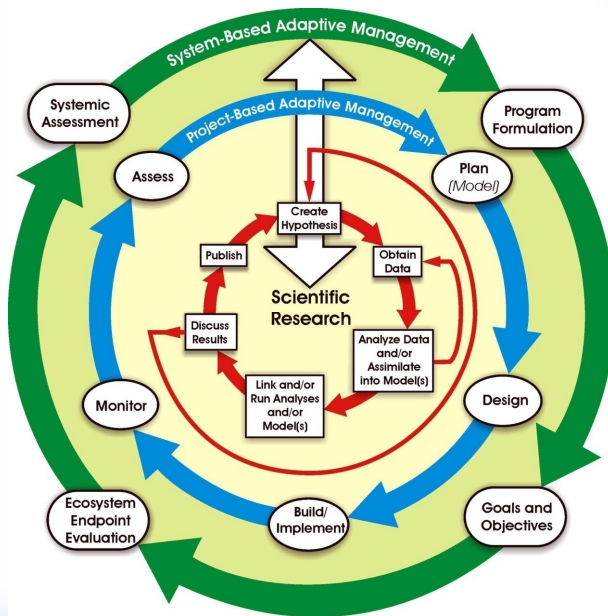 System-Based Adaptive Management
Project-Based Adaptive Management
Systemic
Assessment
Program
Formulation
Assess
Plan
(Model)
Create
Hypothesis
Publish
Obtain
Data
Scientific
Research
Discuss
Results
Analyze Data
and/or
Assimilate
into Model(s)
Link and/or
Run Analyses
and/or
Model(s)
Monitor
Design
Ecosystem
Endpoint
Evaluation
Build/
Implement
Goals and
Objectives